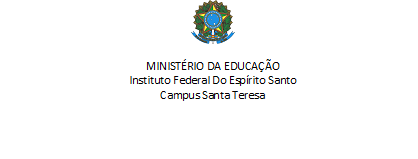 MINISTÉRIO DA EDUCAÇÃO
Instituto Federal Do Espírito Santo
Campus Santa Teresa